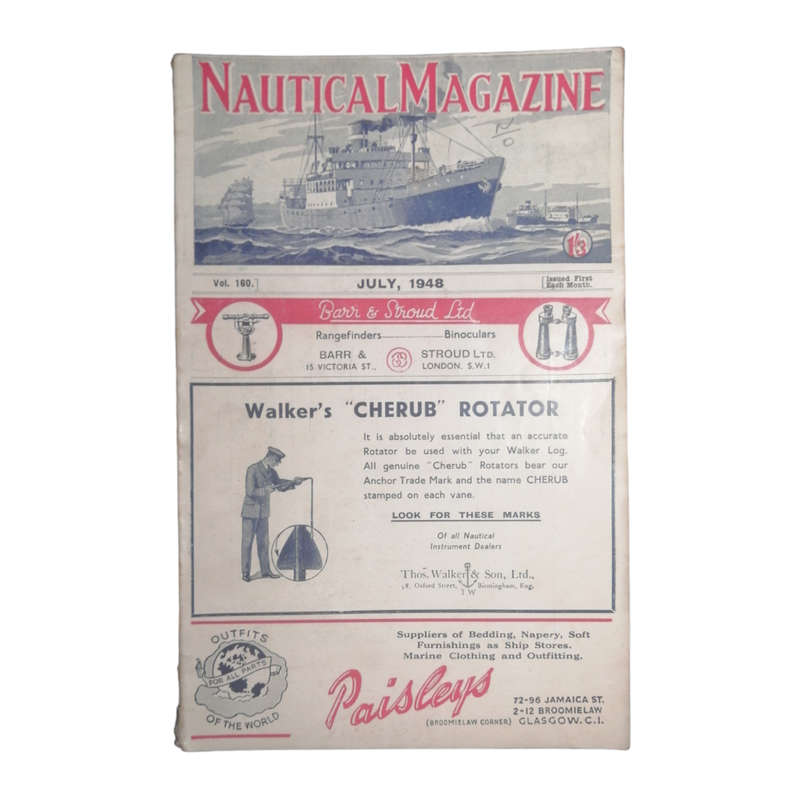 NAUTICAL MAGAZINE
1/3
Vol. 160.]
JULY, 1948
[Issued First
Each Month.
Barr & Stroud Ltd
Rangefinders Binoculars
BARR & STROUD LTD.
15 VICTORIA ST., LONDON. S.W.1
Walker's "CHERUB" ROTATOR
It is absolutely essential that an accurate
Rotator be used with your Walker Log.
All genuine "Cherub" Rotators bear our
Anchor Trade Mark and the name CHERUB
stamped on each vane.
LOOK FOR THESE MARKS
Of all Nautical
Instrument Dealers
Thos. Walker & Son, Ltd.,
Oxford Street, Birmingham, Eng.
T W
OUTFITS
FOR ALL PARTS
OF THE WORLD
Suppliers of Bedding, Napery, Soft
Furnishings as Ship Stores.
Marine Clothing and Outfitting.
Paisleys
(BROOMIELAW CORNER)
72-96 JAMAICA ST,
2-12 BROOMIELAW
GLASGOW. C.I.